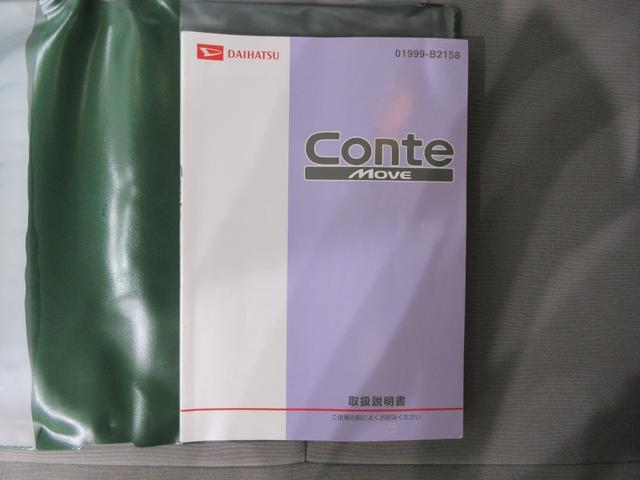 DAIHATSU
01999-B2158
Conte
MOVE
取扱説明書
ご使用の前によくお読みください